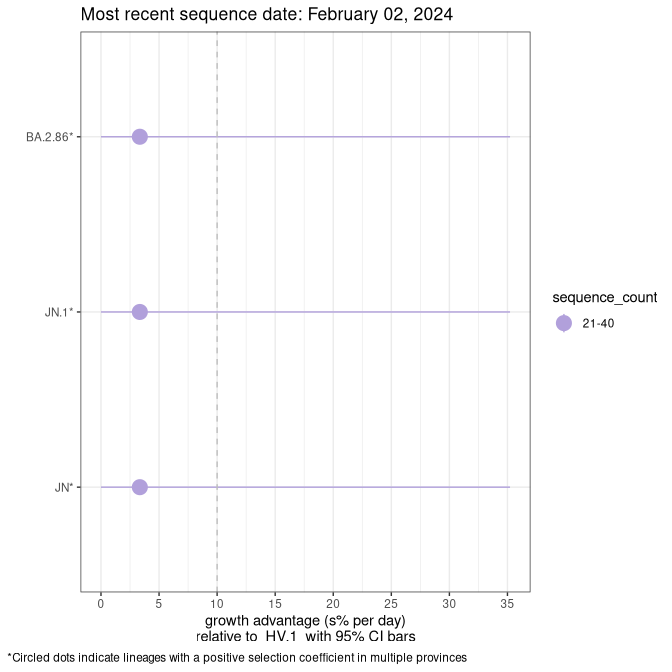 Most recent sequence date: February 02, 2024
BA.2.86*
JN.1*
JN*
sequence_count
21-40
0 5 10 15 20 25 30 35
growth advantage (s% per day)
relative to  HV.1  with 95% CI bars
*Circled dots indicate lineages with a positive selection coefficient in multiple provinces